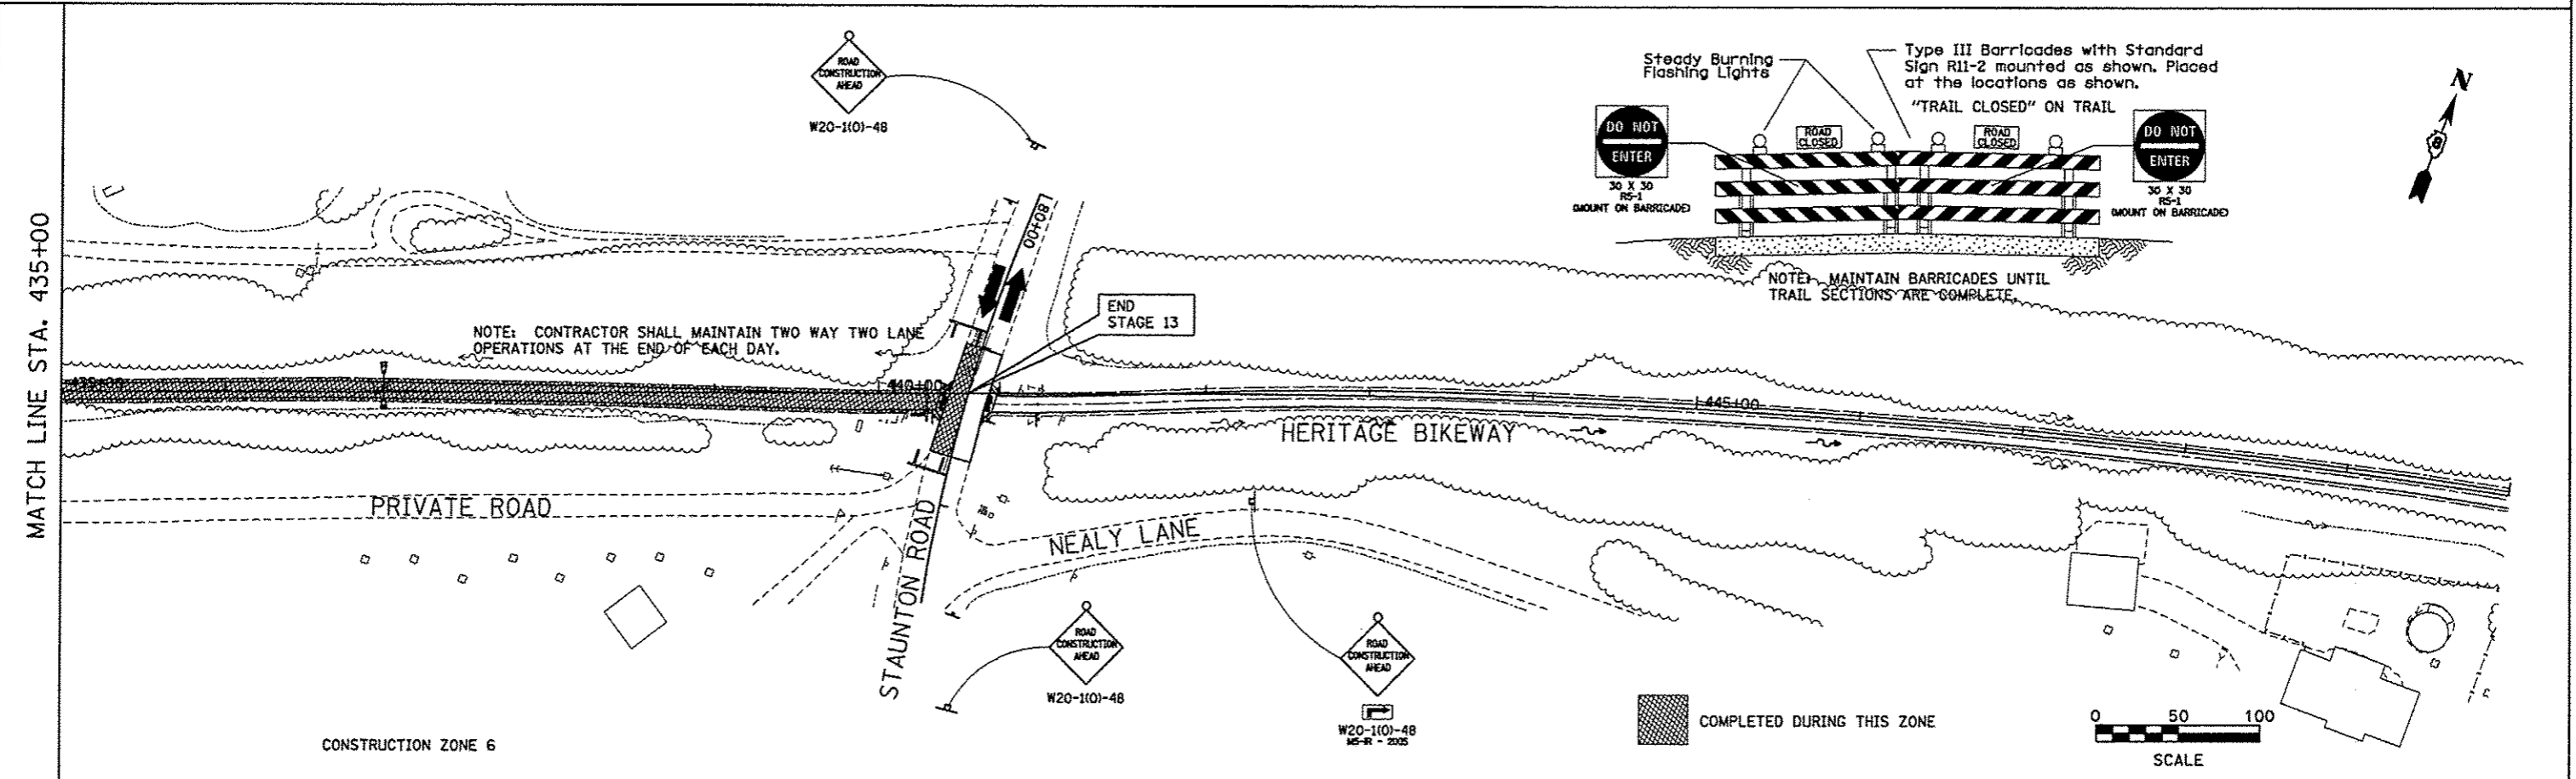 MATCH LINE STA. 435+00
ROAD
CONSTRUCTION
AHEAD
W20-1(O)-48
Steady Burning
Flashing Lights
Type III Barricades with Standard
Sign R11-2 mounted as shown. Placed
at the locations as shown.
"TRAIL CLOSED" ON TRAIL
N
DO NOT
ENTER
30 X 30
R5-1
(MOUNT ON BARRICADE)
ROAD
CLOSED
ROAD
CLOSED
DO NOT
ENTER
30 X 30
R5-1
(MOUNT ON BARRICADE)
NOTE: MAINTAIN BARRICADES UNTIL
TRAIL SECTIONS ARE COMPLETE.
180+00
END
STAGE 13
NOTE: CONTRACTOR SHALL MAINTAIN TWO WAY TWO LANE
OPERATIONS AT THE END OF EACH DAY.
435+00
440+00
445+00
HERITAGE BIKEWAY
PRIVATE ROAD
STAUNTON ROAD
NEALY LANE
ROAD
CONSTRUCTION
AHEAD
W20-1(O)-48
ROAD
CONSTRUCTION
AHEAD
W20-1(O)-48
COMPLETED DURING THIS ZONE
0 50 100
SCALE
CONSTRUCTION ZONE 6